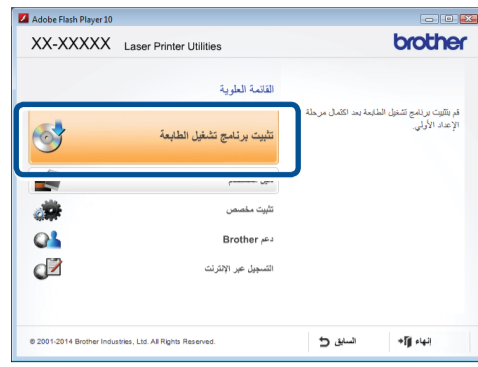 Adobe Flash Player 10
XX-XXXXX Laser Printer Utilities brother
القائمة العلوية
تثبيت برنامج تشغيل الطابعة
قم بتثبيت برنامج تشغيل الطابعة بعد اكتمال مرحلة
الإعداد الأولي.
تثبيت مخصص
دعم Brother
التسجيل عبر الإنترنت
© 2001-2014 Brother Industries, Ltd. All Rights Reserved.
السابق
إنهاء